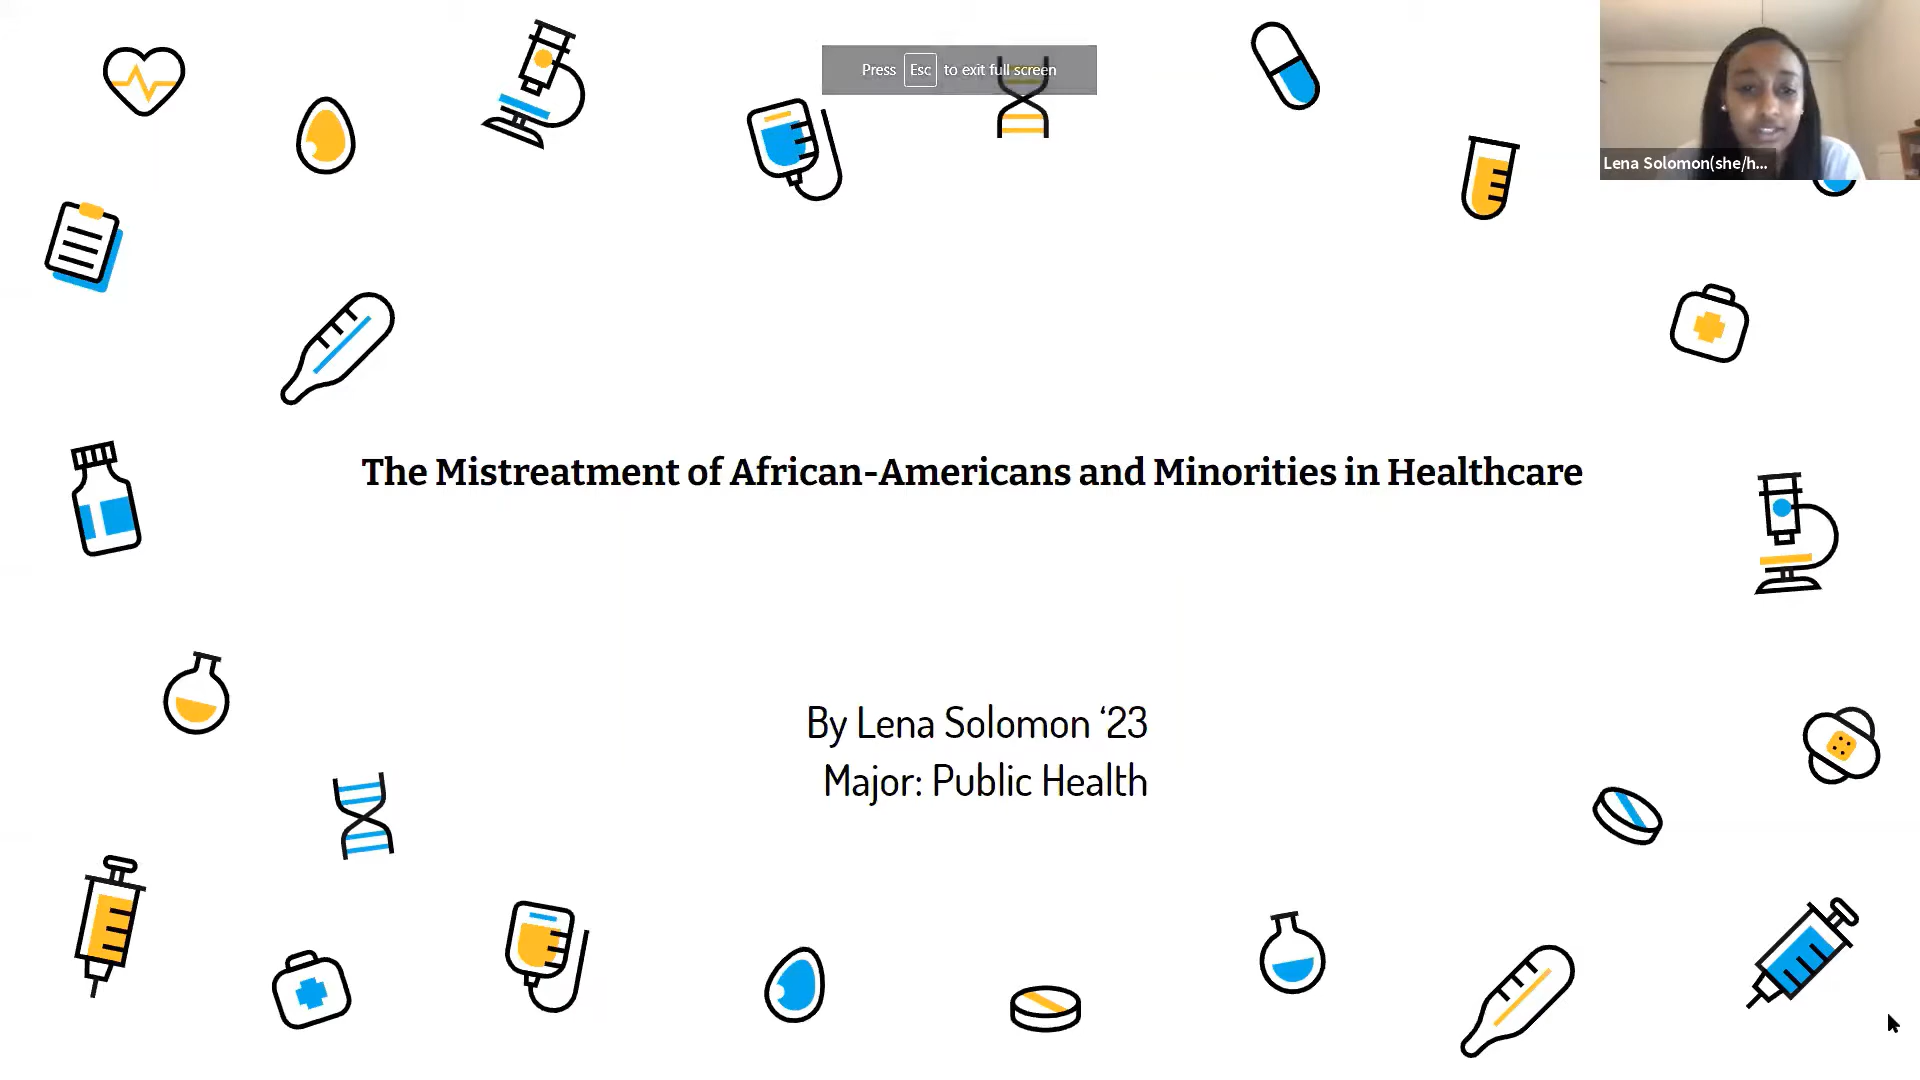 Press Esc to exit full screen
Lena Solomon(she/h...
The Mistreatment of African-Americans and Minorities in Healthcare
By Lena Solomon ‘23
Major: Public Health